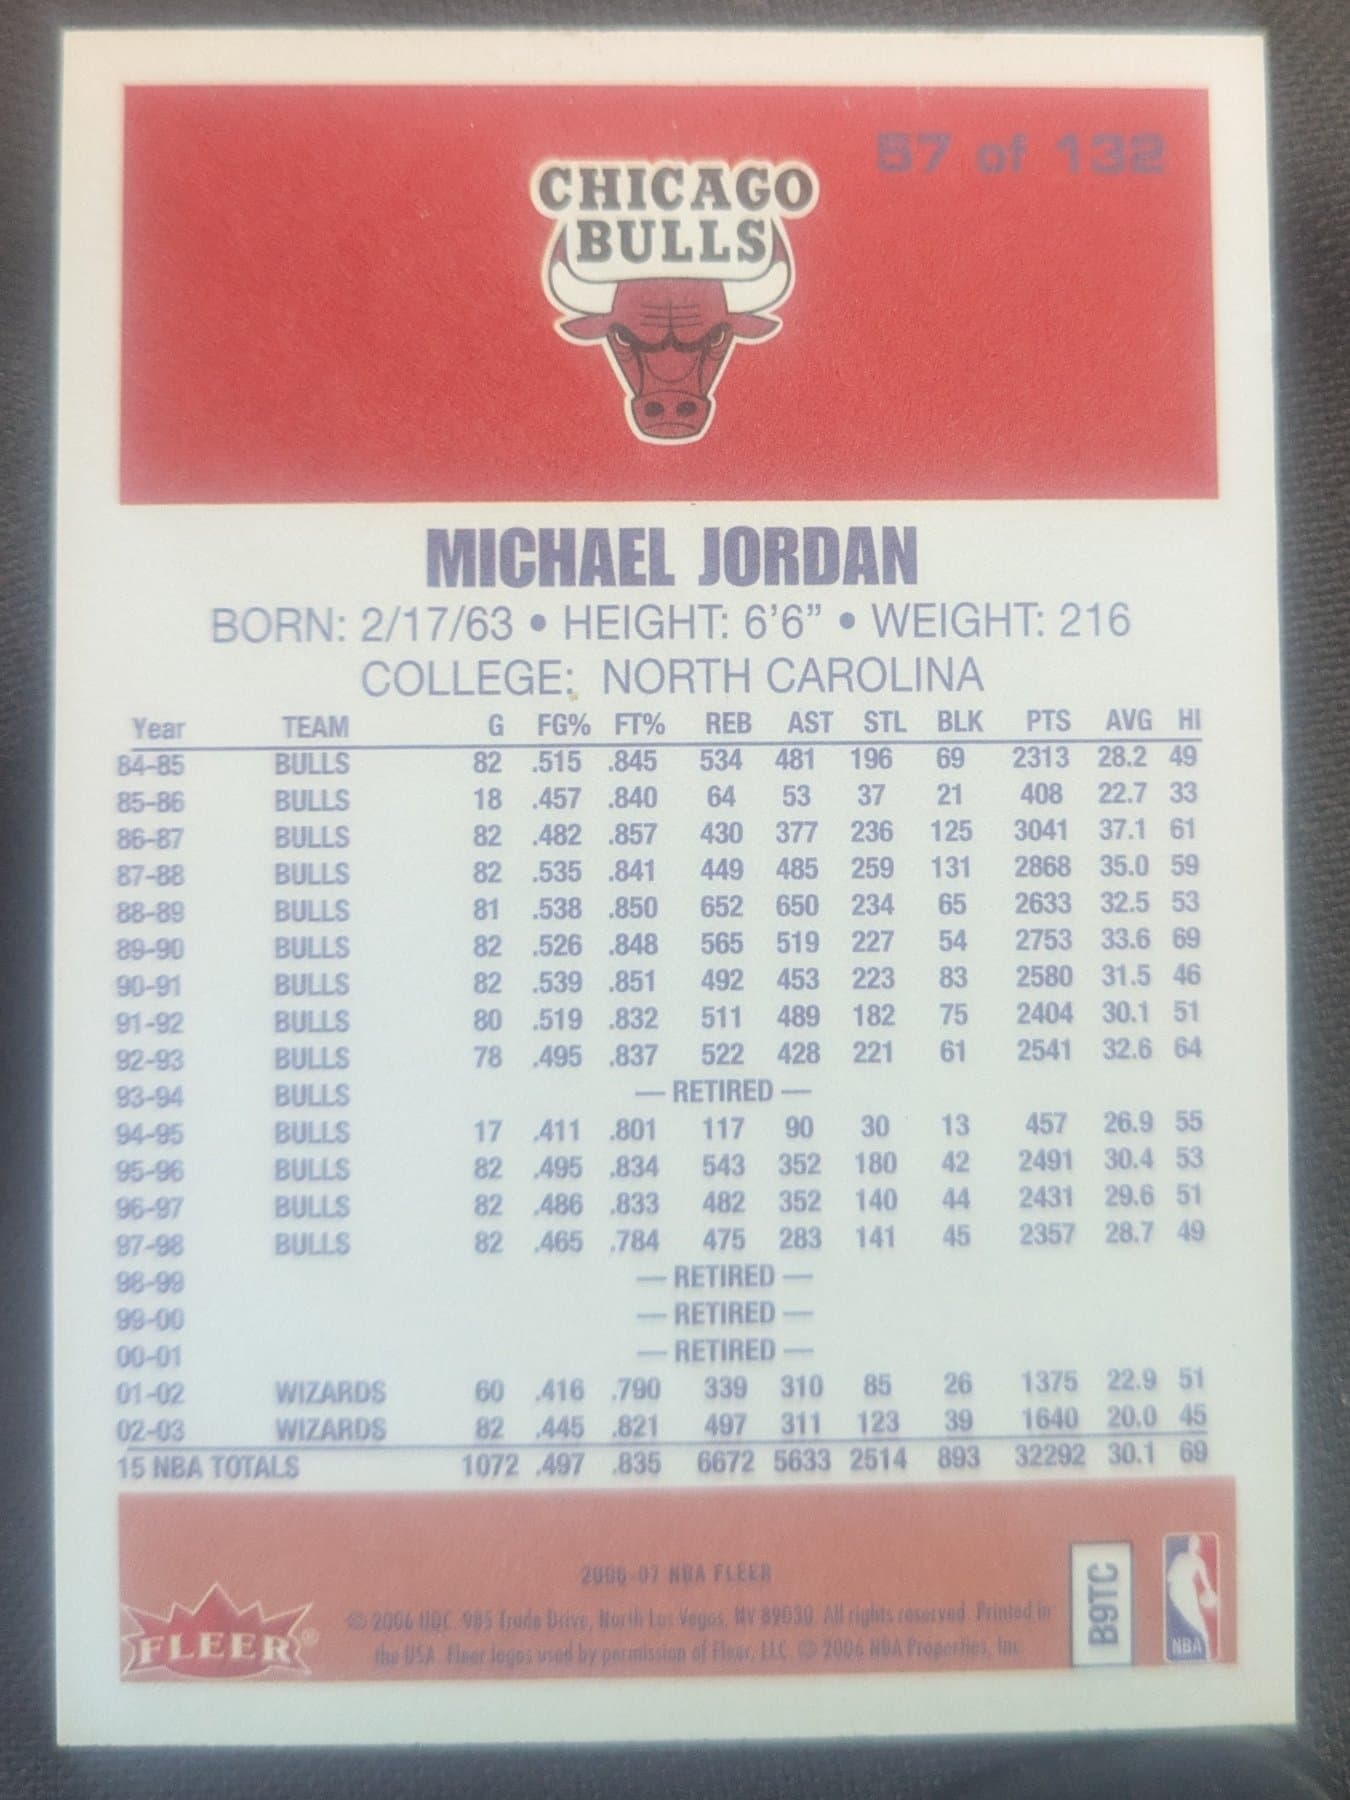 57 of 132
CHICAGO
BULLS
MICHAEL JORDAN
BORN: 2/17/63 • HEIGHT: 6'6" • WEIGHT: 216
COLLEGE: NORTH CAROLINA
Year TEAM G FG% FT% REB AST STL BLK PTS AVG HI
84-85 BULLS 82 .515 .845 534 481 196 69 2313 28.2 49
85-86 BULLS 18 .457 .840 64 53 37 21 408 22.7 33
86-87 BULLS 82 .482 .857 430 377 236 125 3041 37.1 61
87-88 BULLS 82 .535 .841 449 485 259 131 2868 35.0 59
88-89 BULLS 81 .538 .850 652 650 234 65 2633 32.5 53
89-90 BULLS 82 .526 .848 565 519 227 54 2753 33.6 69
90-91 BULLS 82 .539 .851 492 453 223 83 2580 31.5 46
91-92 BULLS 80 .519 .832 511 489 182 75 2404 30.1 51
92-93 BULLS 78 .495 .837 522 428 221 61 2541 32.6 64
93-94 BULLS — RETIRED —
94-95 BULLS 17 .411 .801 117 90 30 13 457 26.9 55
95-96 BULLS 82 .495 .834 543 352 180 42 2491 30.4 53
96-97 BULLS 82 .486 .833 482 352 140 44 2431 29.6 51
97-98 BULLS 82 .465 .784 475 283 141 45 2357 28.7 49
98-99 — RETIRED —
99-00 — RETIRED —
00-01 — RETIRED —
01-02 WIZARDS 60 .416 .790 339 310 85 26 1375 22.9 51
02-03 WIZARDS 82 .445 .821 497 311 123 39 1640 20.0 45
15 NBA TOTALS 1072 .497 .835 6672 5633 2514 893 32292 30.1 69
2006-07 NBA FLEER
© 2006 UDC. 985 Trade Drive, North Las Vegas, NV 89030. All rights reserved. Printed in
the USA. Fleer logos used by permission of Fleer, LLC. © 2006 NBA Properties, Inc.
FLEER®
B9TC
NBA